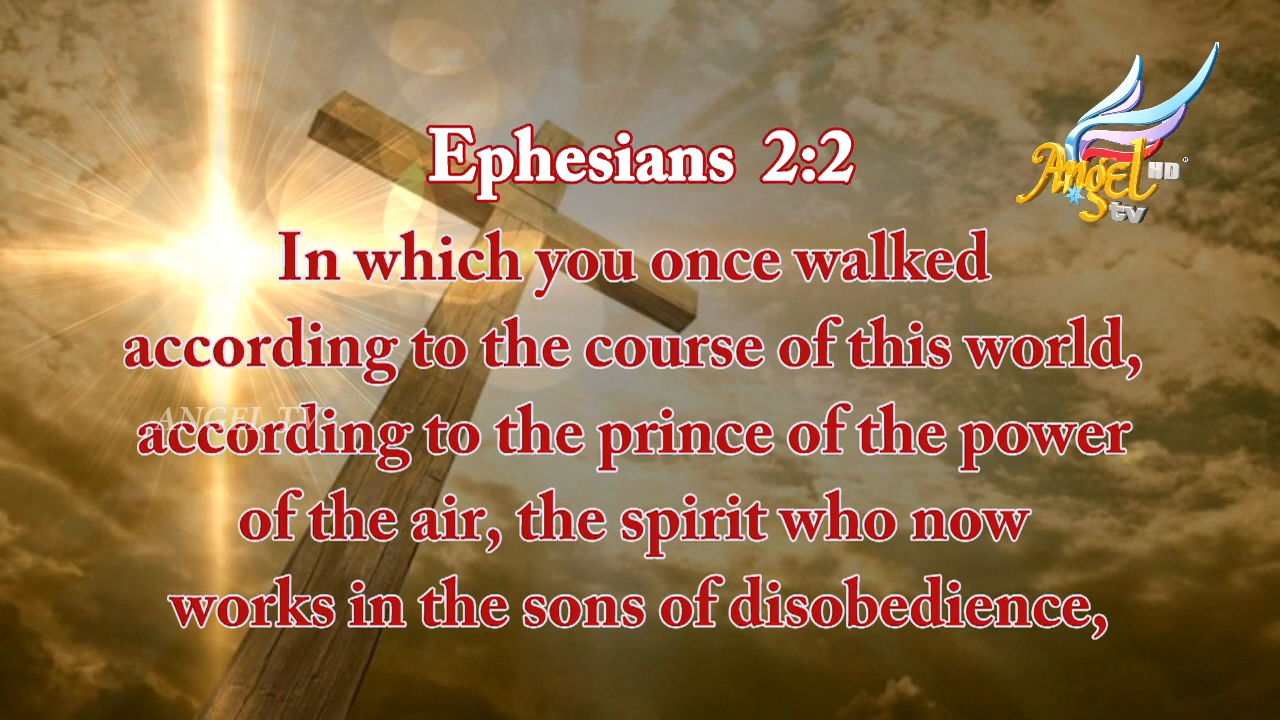 Ephesians 2:2
Angel HD
tv
In which you once walked
according to the course of this world,
ANGEL TV
according to the prince of the power
of the air, the spirit who now
works in the sons of disobedience,